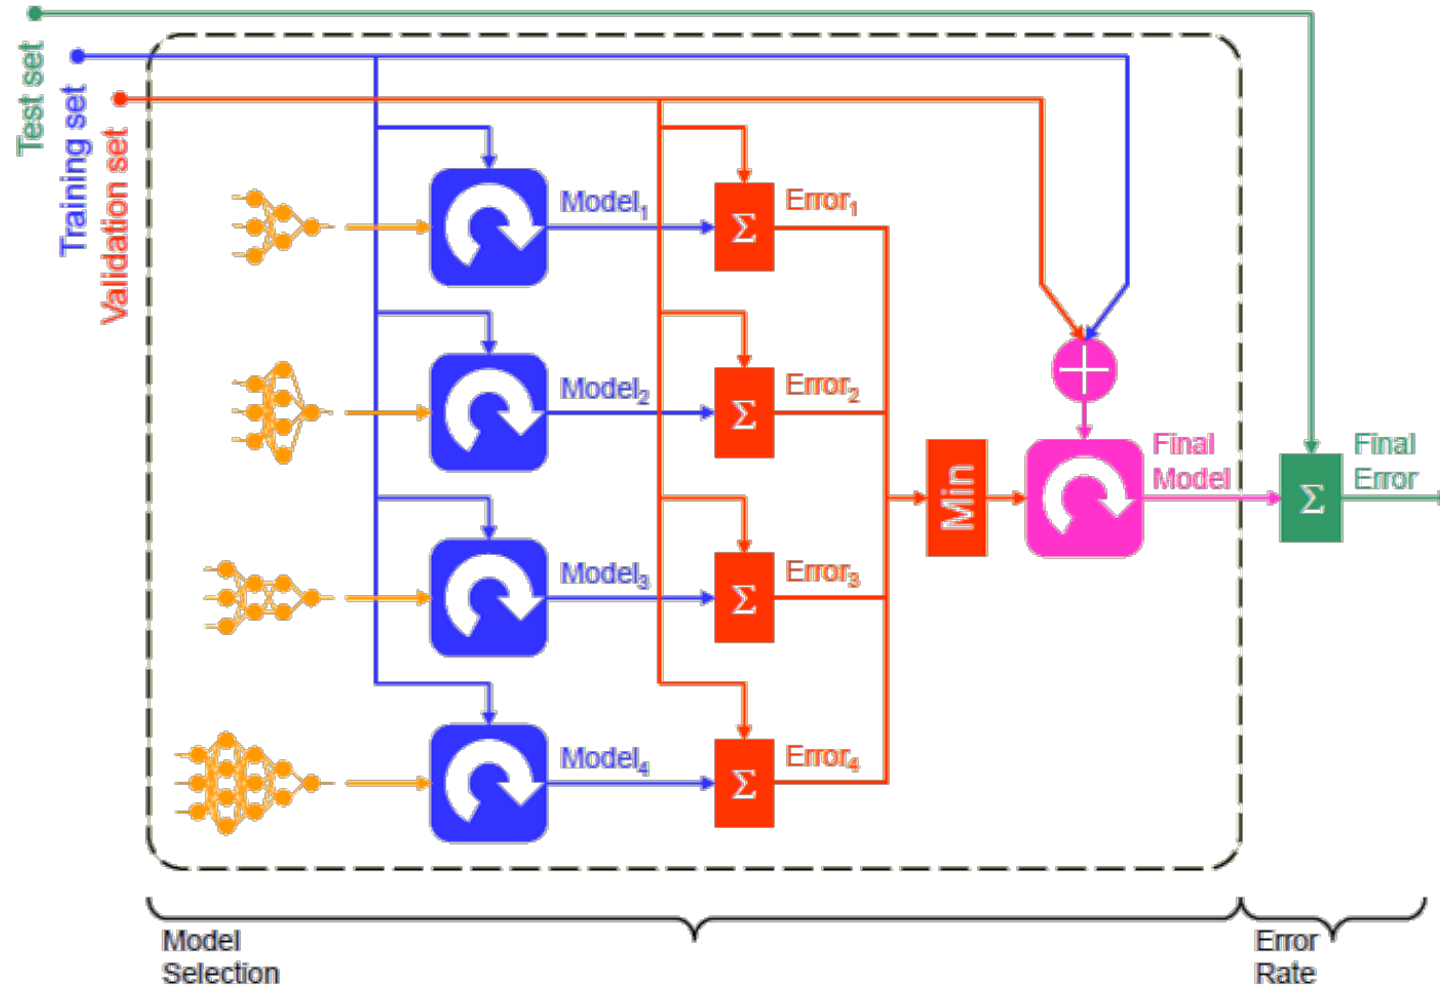 Test set
Training set
Validation set
Model1
Σ
Error1
Model2
Σ
Error2
Min
Final
Model
Σ
Final
Error
Model3
Σ
Error3
Model4
Σ
Error4
Model
Selection
Error
Rate